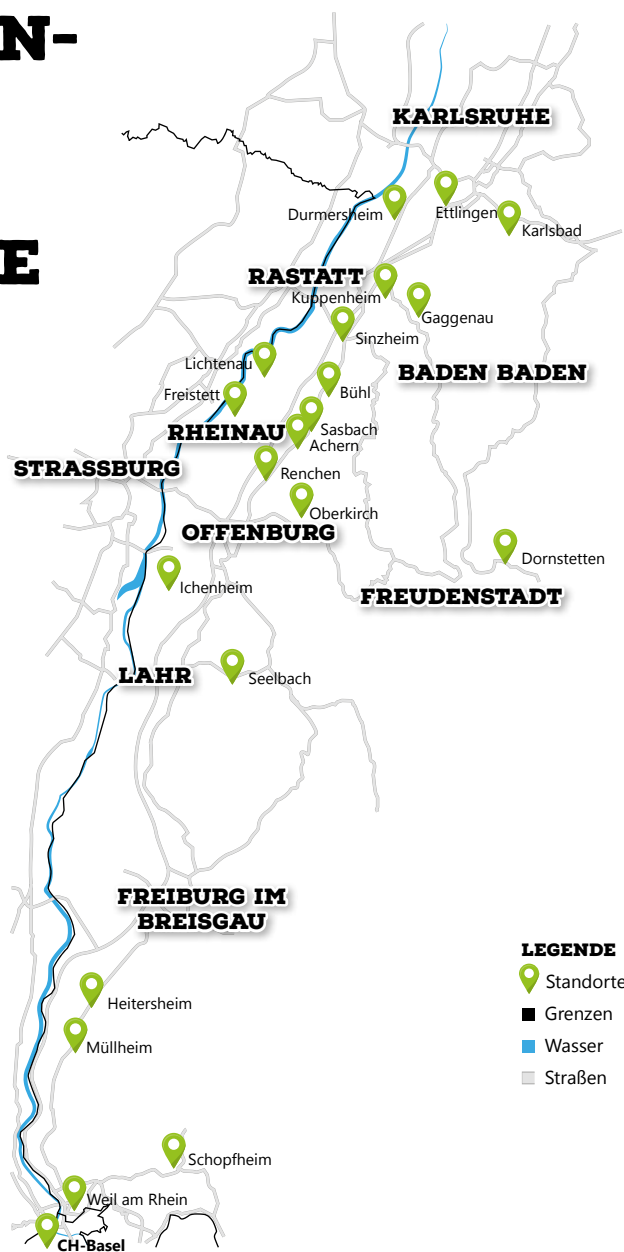 N-
E
KARLSRUHE
Durmersheim
Ettlingen
Karlsbad
RASTATT
Kuppenheim
Gaggenau
Sinzheim
Lichtenau
BADEN BADEN
Freistett
Bühl
RHEINAU
Sasbach
Achern
STRASSBURG
Renchen
Oberkirch
OFFENBURG
Dornstetten
Ichenheim
FREUDENSTADT
LAHR
Seelbach
FREIBURG IM
BREISGAU
LEGENDE
Standorte
Grenzen
Wasser
Straßen
Heitersheim
Müllheim
Schopfheim
Weil am Rhein
CH-Basel